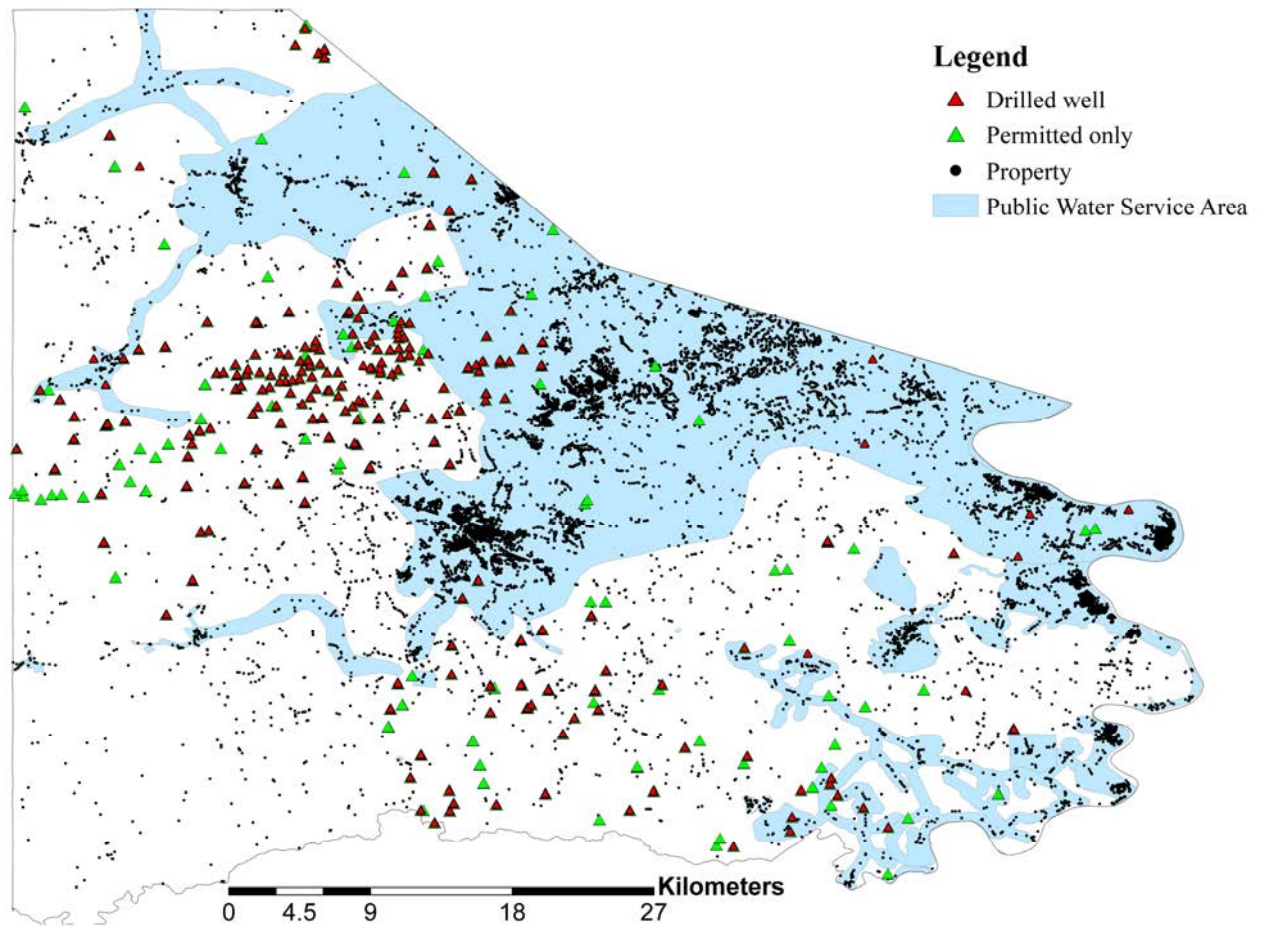 Legend
Drilled well
Permitted only
Property
Public Water Service Area
Kilometers
0 4.5 9 18 27